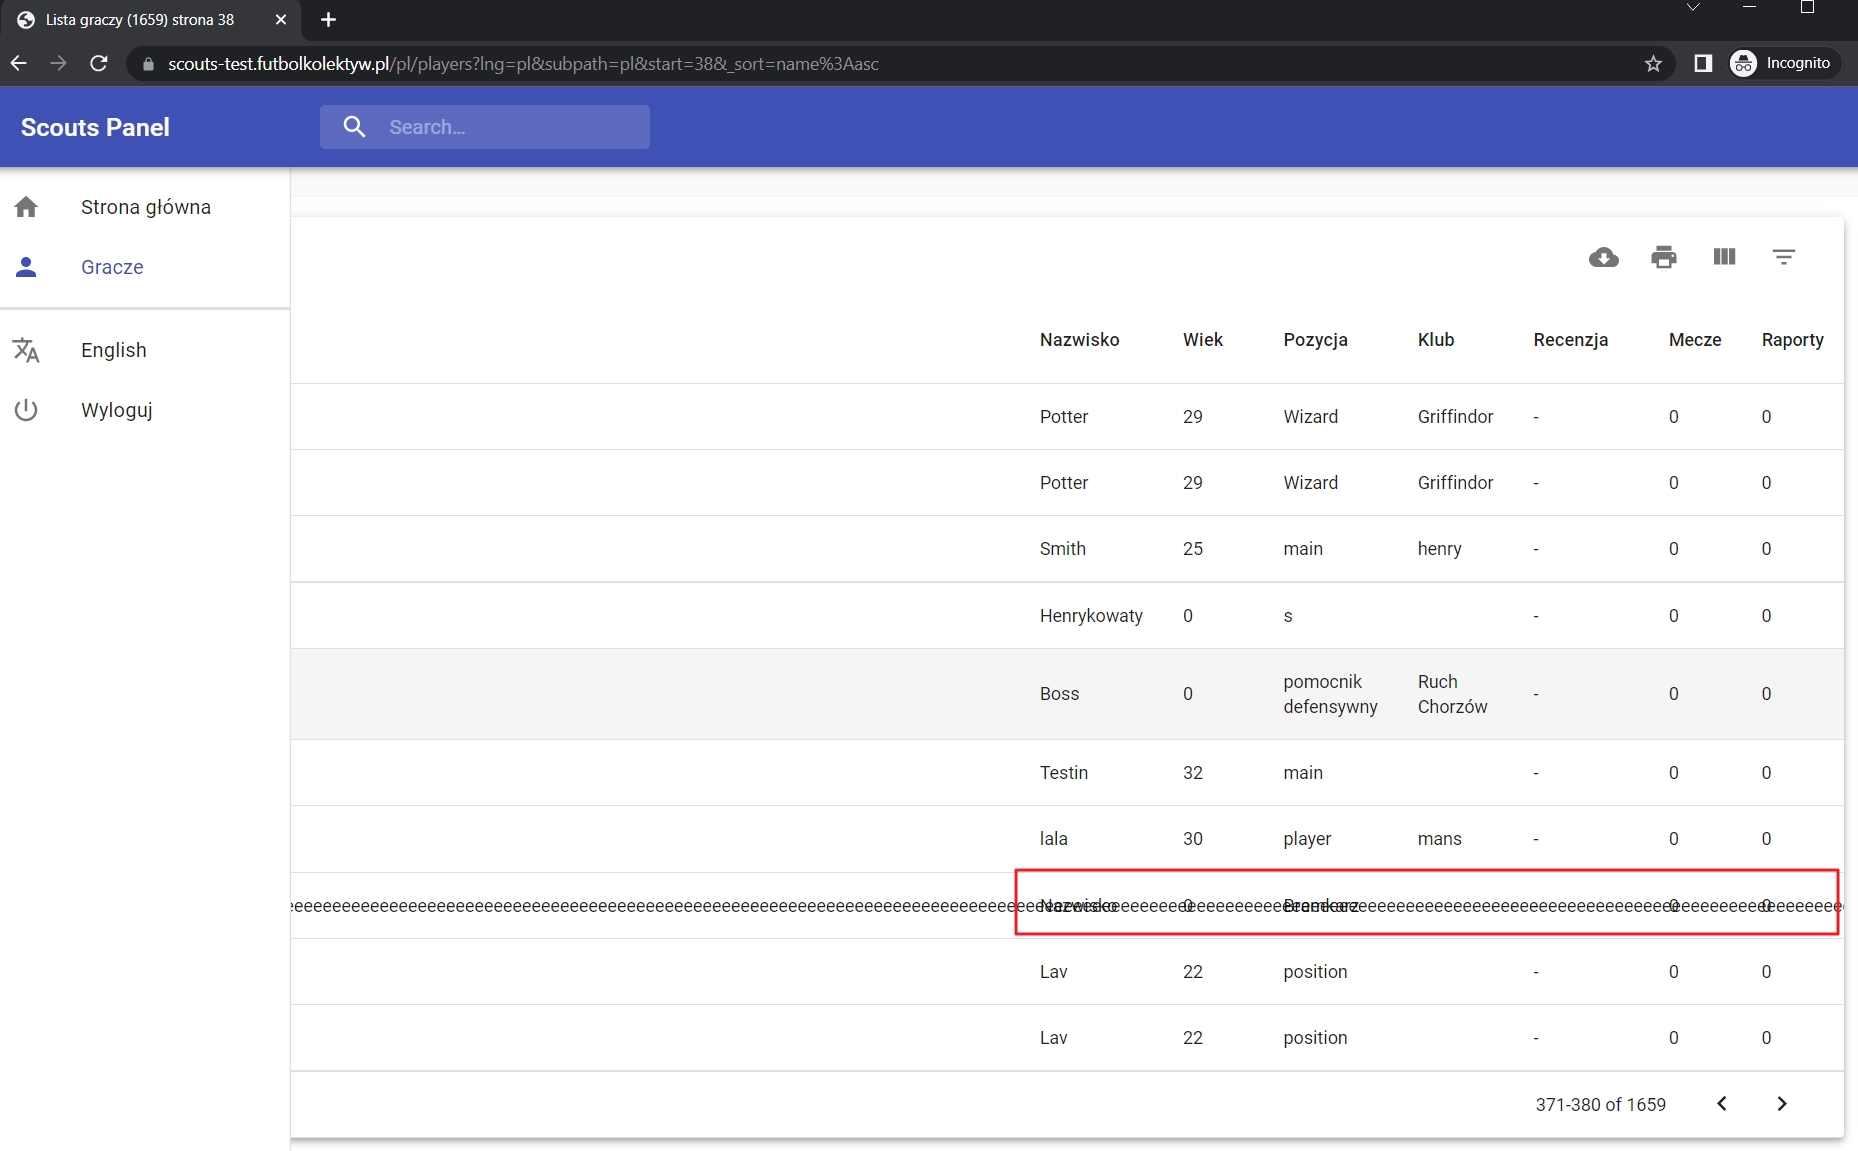 Lista graczy (1659) strona 38
scouts-test.futbolkolektyw.pl/pl/players?lng=pl&subpath=pl&start=38&_sort=name%3Aasc
Incognito
Scouts Panel
Search...
Strona główna
Gracze
English
Wyloguj
Nazwisko Wiek Pozycja Klub Recenzja Mecze Raporty
Potter 29 Wizard Griffindor - 0 0
Potter 29 Wizard Griffindor - 0 0
Smith 25 main henry - 0 0
Henrykowaty 0 s - 0 0
Boss 0 pomocnik defensywny Ruch Chorzów - 0 0
Testin 32 main - 0 0
lala 30 player mans - 0 0
Nazwisko 0 Bramkarz 0 0
Lav 22 position - 0 0
Lav 22 position - 0 0
371-380 of 1659